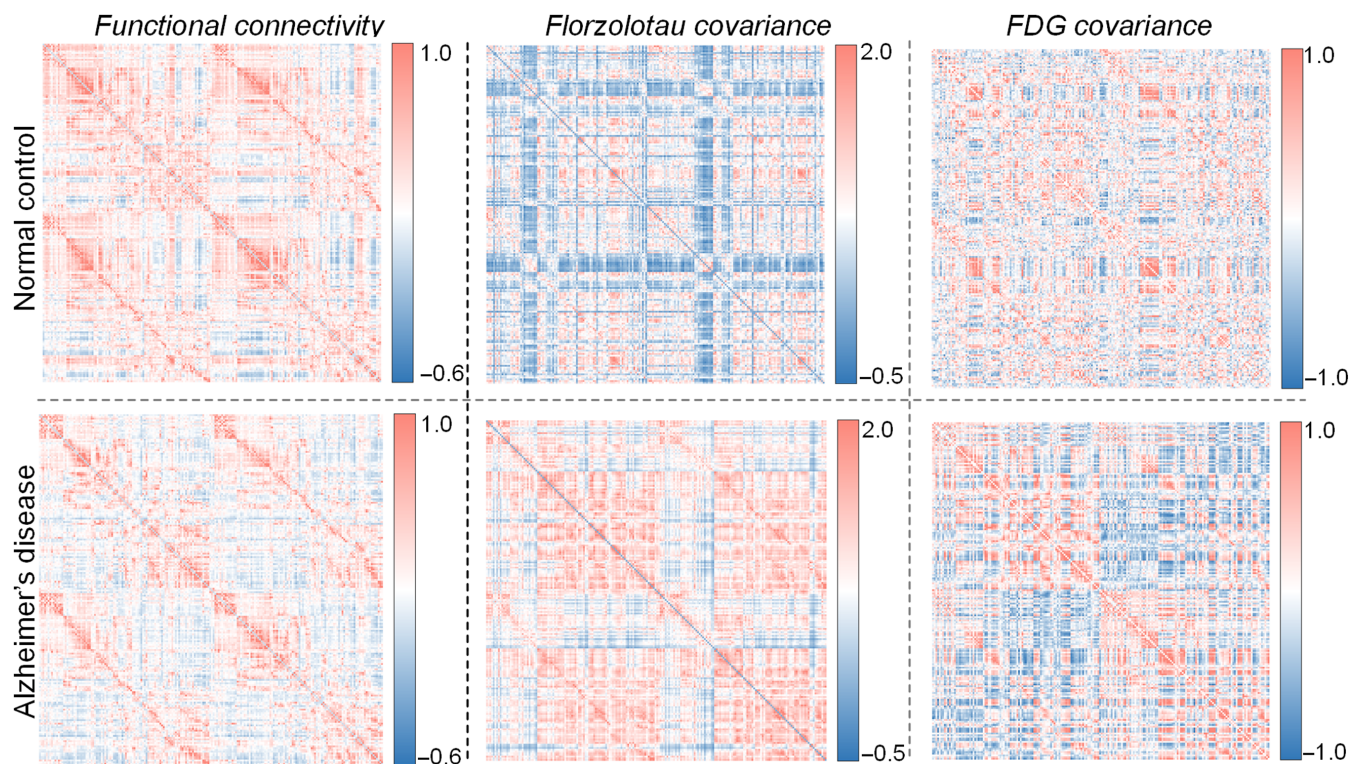 Functional connectivity
Florzolotau covariance
FDG covariance
Normal control
1.0
–0.6
2.0
–0.5
1.0
–1.0
Alzheimer's disease
1.0
–0.6
2.0
–0.5
1.0
–1.0